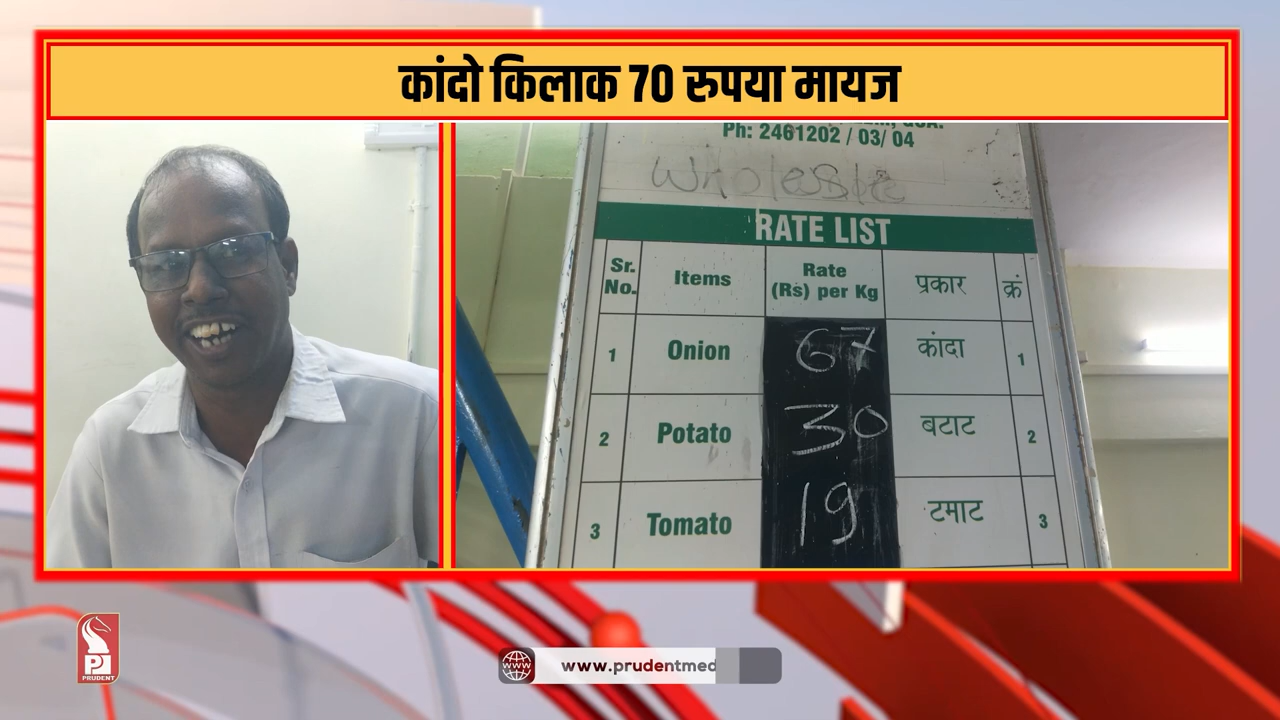 कांदो किलाक 70 रुपया मायज
Ph: 2461202 / 03/ 04
Wholesale
RATE LIST
Sr. No. Items Rate (Rs) per Kg प्रकार क्रं
1 Onion 67 कांदा 1
2 Potato 30 बटाट 2
3 Tomato 19 टमाट 3
PRUDENT
www.prudentmed